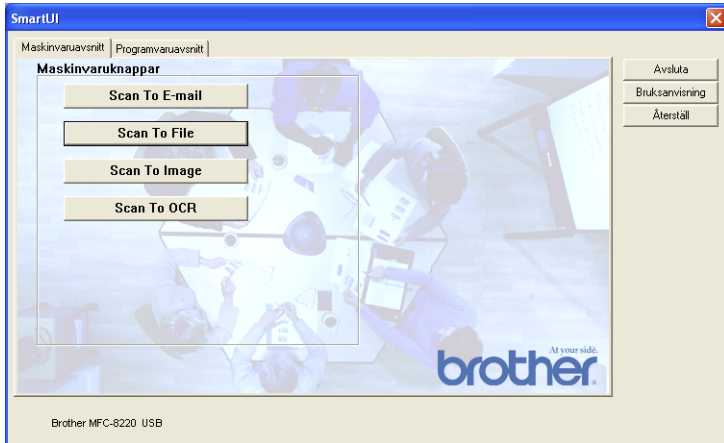 SmartUI
Maskinvaruavsnitt Programvaruavsnitt
Maskinvaruknappar
Scan To E-mail
Scan To File
Scan To Image
Scan To OCR
Avsluta
Bruksanvisning
Återställ
At your side.
brother
Brother MFC-8220 USB